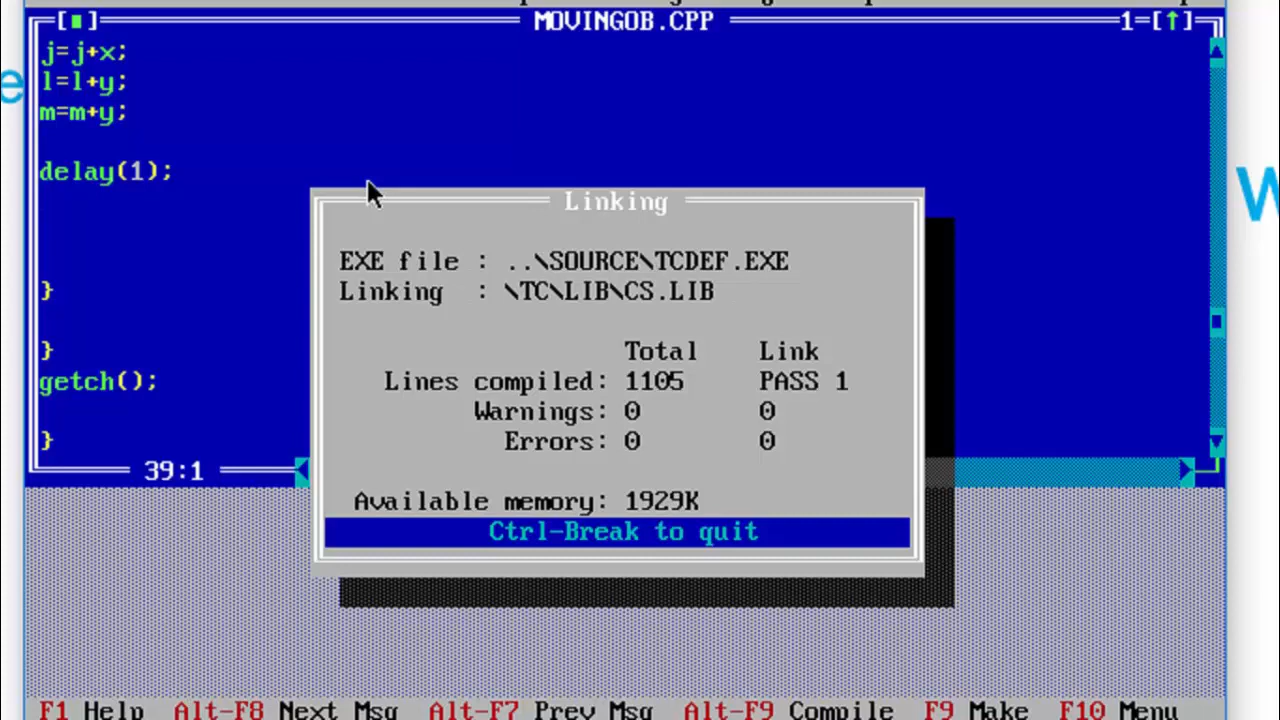 [■] MOVINGOB.CPP 1=[↑]
j=j+x;
l=l+y;
m=m+y;
delay(1);
}
}
getch();
}
39:1
Linking
EXE file : ..\SOURCE\TCDEF.EXE
Linking : \TC\LIB\CS.LIB
Total Link
Lines compiled: 1105 PASS 1
Warnings: 0 0
Errors: 0 0
Available memory: 1929K
Ctrl-Break to quit
e
W
F1 Help Alt-F8 Next Msg Alt-F7 Prev Msg Alt-F9 Compile F9 Make F10 Menu